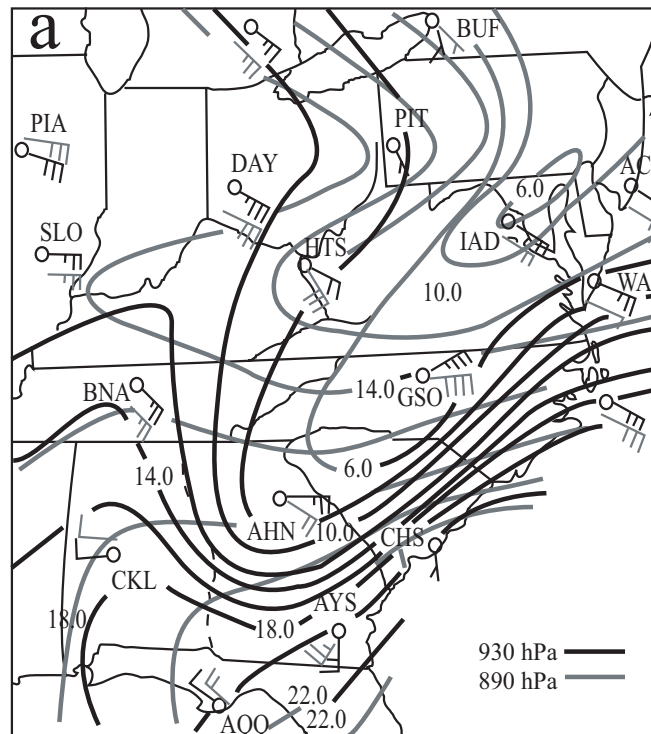 a
BUF
PIA
PIT
DAY
6.0
AC
SLO
HTS
IAD
10.0
WA
14.0
GSO
BNA
14.0
6.0
AHN
10.0
CHS
CKL
18.0
AYS
18.0
930 hPa
890 hPa
22.0
22.0
AQQ